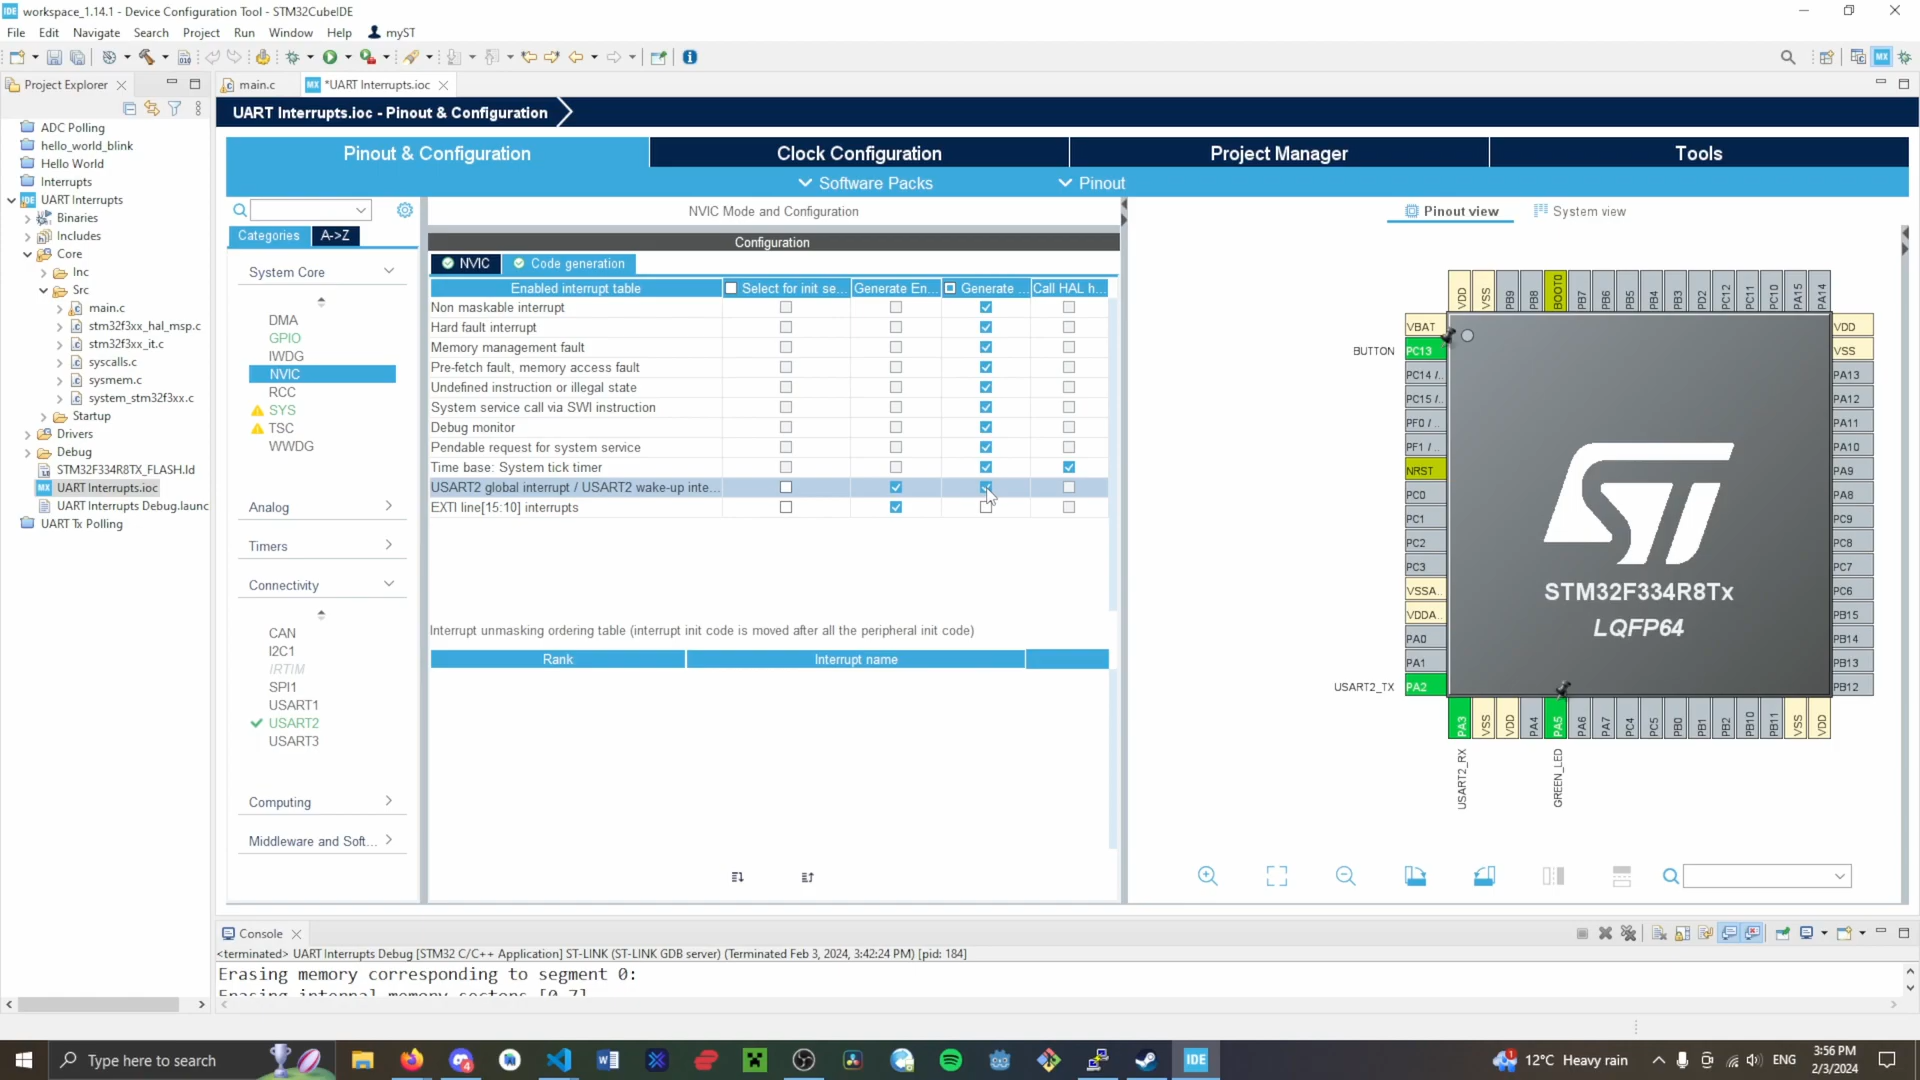 workspace_1.14.1 - Device Configuration Tool - STM32CubeIDE
File Edit Navigate Search Project Run Window Help myST
Project Explorer
main.c
*UART Interrupts.ioc
ADC Polling
hello_world_blink
Hello World
Interrupts
UART Interrupts
Binaries
Includes
Core
Inc
Src
main.c
stm32f3xx_hal_msp.c
stm32f3xx_it.c
syscalls.c
sysmem.c
system_stm32f3xx.c
Startup
Drivers
Debug
STM32F334R8TX_FLASH.ld
UART Interrupts.ioc
UART Interrupts Debug.launc
UART Tx Polling
UART Interrupts.ioc - Pinout & Configuration
Pinout & Configuration
Clock Configuration
Project Manager
Tools
Software Packs
Pinout
Categories
A->Z
System Core
DMA
GPIO
IWDG
NVIC
RCC
SYS
TSC
WWDG
Analog
Timers
Connectivity
CAN
I2C1
IRTIM
SPI1
USART1
USART2
USART3
Computing
Middleware and Soft...
NVIC Mode and Configuration
Configuration
NVIC
Code generation
Enabled interrupt table
Select for init se...
Generate En...
Generate ...
Call HAL h...
Non maskable interrupt
Hard fault interrupt
Memory management fault
Pre-fetch fault, memory access fault
Undefined instruction or illegal state
System service call via SWI instruction
Debug monitor
Pendable request for system service
Time base: System tick timer
USART2 global interrupt / USART2 wake-up inte...
EXTI line[15:10] interrupts
Interrupt unmasking ordering table (interrupt init code is moved after all the peripheral init code)
Rank
Interrupt name
Pinout view
System view
VDD VSS PB9 PB8 BOOT0 PB7 PB6 PB5 PB4 PB3 PD2 PC12 PC11 PC10 PA15 PA14
VBAT
BUTTON PC13
PC14 /..
PC15 /..
PF0 / ..
PF1 / ..
NRST
PC0
PC1
PC2
PC3
VSSA..
VDDA..
PA0
PA1
USART2_TX PA2
VDD
VSS
PA13
PA12
PA11
PA10
PA9
PA8
PC9
PC8
PC7
PC6
PB15
PB14
PB13
PB12
ST
STM32F334R8Tx
LQFP64
PA3 VSS VDD PA4 PA5 PA6 PA7 PC4 PC5 PB0 PB1 PB2 PB10 PB11 VSS VDD
USART2_RX
GREEN_LED
Console
<terminated> UART Interrupts Debug [STM32 C/C++ Application] ST-LINK (ST-LINK GDB server) (Terminated Feb 3, 2024, 3:42:24 PM) [pid: 184]
Erasing memory corresponding to segment 0:
Erasing internal memory sectors [0 7]
Type here to search
IDE
12°C Heavy rain
ENG
3:56 PM
2/3/2024